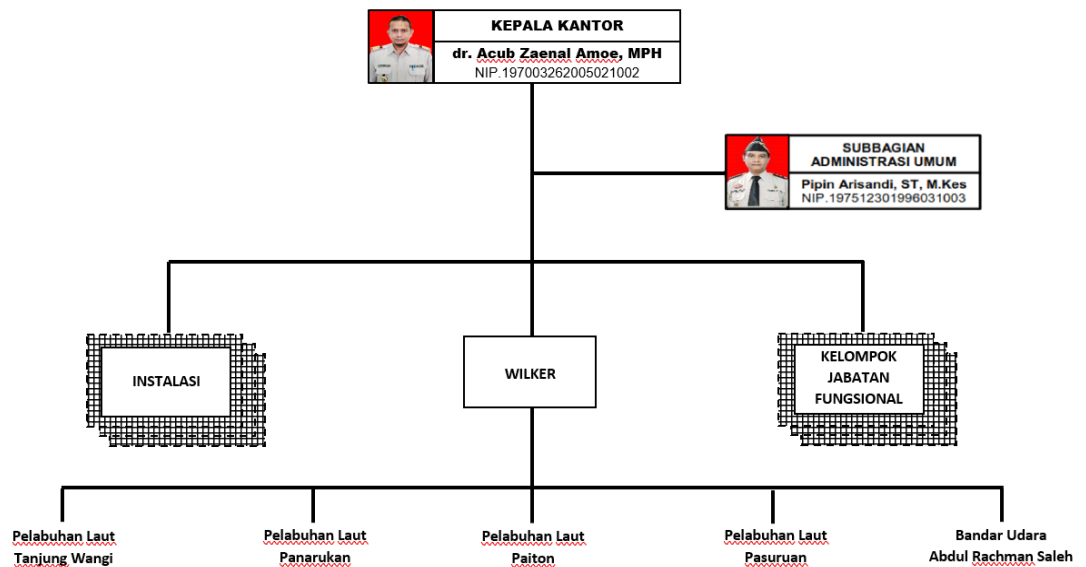 KEPALA KANTOR
dr. Acub Zaenal Amoe, MPH
NIP.197003262005021002
SUBBAGIAN
ADMINISTRASI UMUM
Pipin Arisandi, ST, M.Kes
NIP.197512301996031003
INSTALASI
WILKER
KELOMPOK
JABATAN
FUNGSIONAL
Pelabuhan Laut
Tanjung Wangi
Pelabuhan Laut
Panarukan
Pelabuhan Laut
Paiton
Pelabuhan Laut
Pasuruan
Bandar Udara
Abdul Rachman Saleh